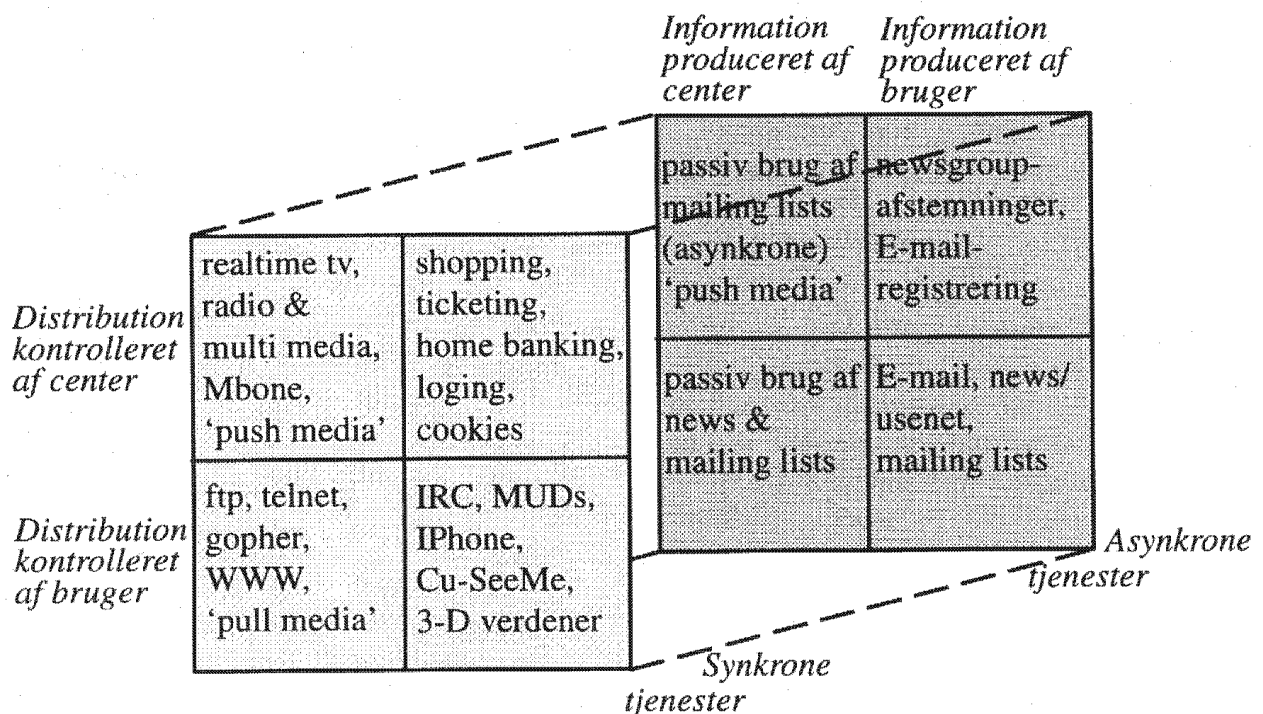 Information
produceret af
center
Information
produceret af
bruger
passiv brug af
mailing lists
(asynkrone)
'push media'
newsgroup-
afstemninger,
E-mail-
registrering
Distribution
kontrolleret
af center
realtime tv,
radio &
multi media,
Mbone,
'push media'
shopping,
ticketing,
home banking,
loging,
cookies
passiv brug af
news &
mailing lists
E-mail, news/
usenet,
mailing lists
Distribution
kontrolleret
af bruger
ftp, telnet,
gopher,
WWW,
'pull media'
IRC, MUDs,
IPhone,
Cu-SeeMe,
3-D verdener
Asynkrone
tjenester
Synkrone
tjenester